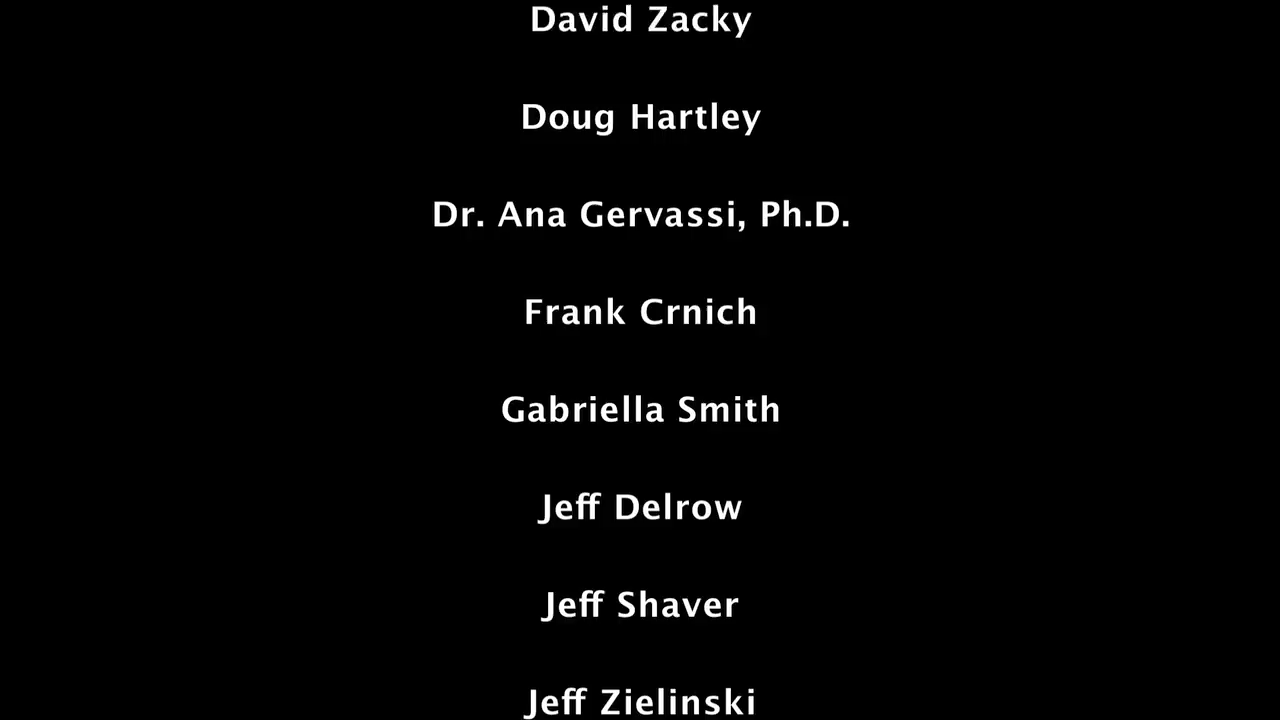 David Zacky
Doug Hartley
Dr. Ana Gervassi, Ph.D.
Frank Crnich
Gabriella Smith
Jeff Delrow
Jeff Shaver
Jeff Zielinski